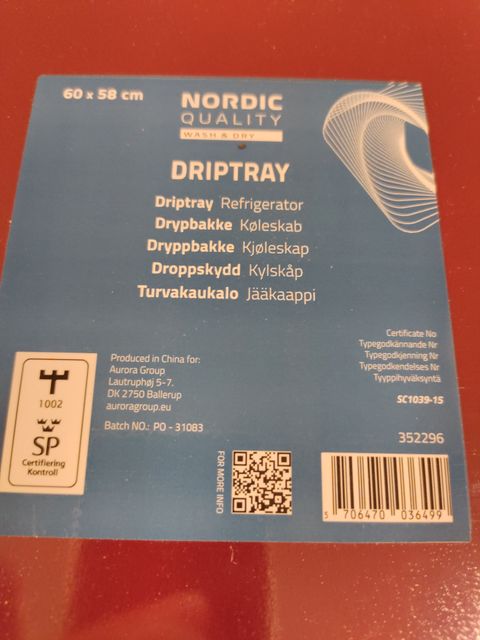 60 x 58 cm
NORDIC
QUALITY
WASH & DRY
DRIPTRAY
Driptray Refrigerator
Drypbakke Køleskab
Dryppbakke Kjøleskap
Droppskydd Kylskåp
Turvakaukalo Jääkaappi
Certificate No
Typegodkännande Nr
Typegodkjenning Nr
Typegodkendelses Nr
Tyyppihyväksyntä
SC1039-15
352296
1002
SP
Certifiering
Kontroll
Produced in China for:
Aurora Group
Lautruphøj 5-7.
DK 2750 Ballerup
auroragroup.eu
Batch NO.: PO - 31083
FOR MORE INFO
5 706470 036499